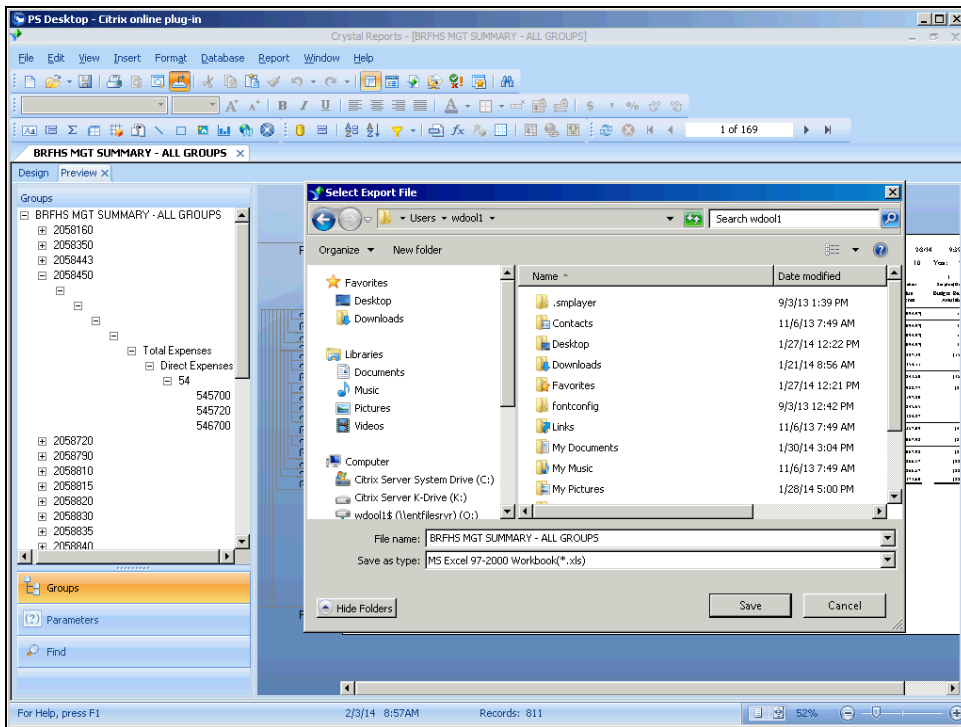 PS Desktop - Citrix online plug-in
Crystal Reports - [BRFHS MGT SUMMARY - ALL GROUPS]
File Edit View Insert Format Database Report Window Help
B I U
1 of 169
BRFHS MGT SUMMARY - ALL GROUPS
Design Preview
Groups
BRFHS MGT SUMMARY - ALL GROUPS
2058160
2058350
2058443
2058450
Total Expenses
Direct Expenses
54
545700
545720
546700
2058720
2058790
2058810
2058815
2058820
2058830
2058835
2058840
Groups
Parameters
Find
Select Export File
Users wdool1
Search wdool1
Organize New folder
Favorites
Desktop
Downloads
Libraries
Documents
Music
Pictures
Videos
Computer
Citrix Server System Drive (C:)
Citrix Server K-Drive (K:)
wdool1$ (\\entfilesrvr) (O:)
Name Date modified
.smplayer 9/3/13 1:39 PM
Contacts 11/6/13 7:49 AM
Desktop 1/27/14 12:22 PM
Downloads 1/21/14 8:56 AM
Favorites 1/27/14 12:21 PM
fontconfig 9/3/13 12:42 PM
Links 11/6/13 7:49 AM
My Documents 1/30/14 3:04 PM
My Music 11/6/13 7:49 AM
My Pictures 1/28/14 5:00 PM
File name: BRFHS MGT SUMMARY - ALL GROUPS
Save as type: MS Excel 97-2000 Workbook(*.xls)
Hide Folders
Save Cancel
For Help, press F1 2/3/14 8:57AM Records: 811 52%